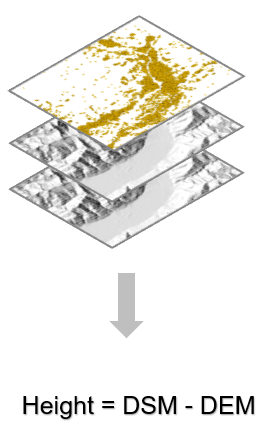 Height = DSM - DEM